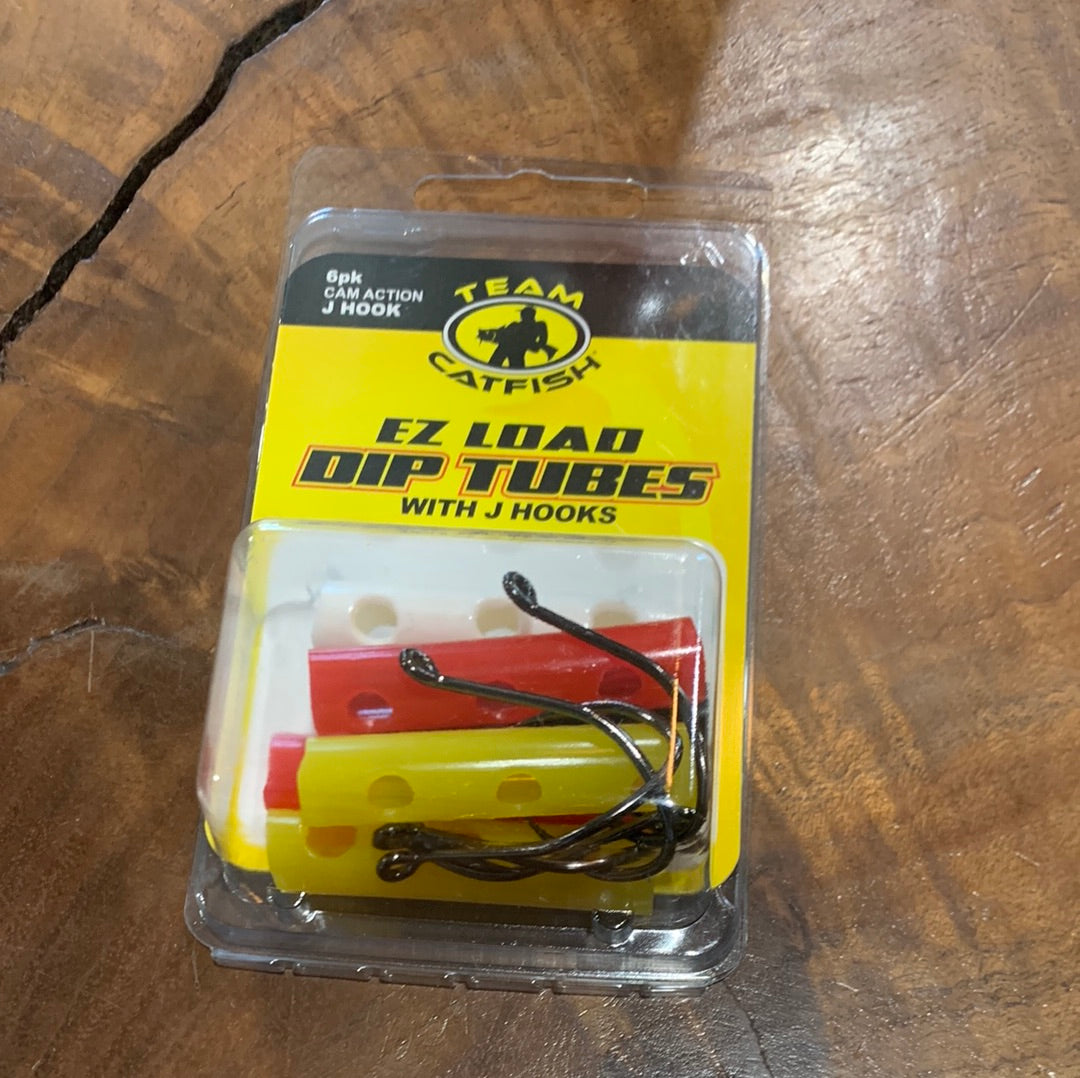 6pk
CAM ACTION
J HOOK
TEAM
CATFISH
EZ LOAD
DIP TUBES
WITH J HOOKS